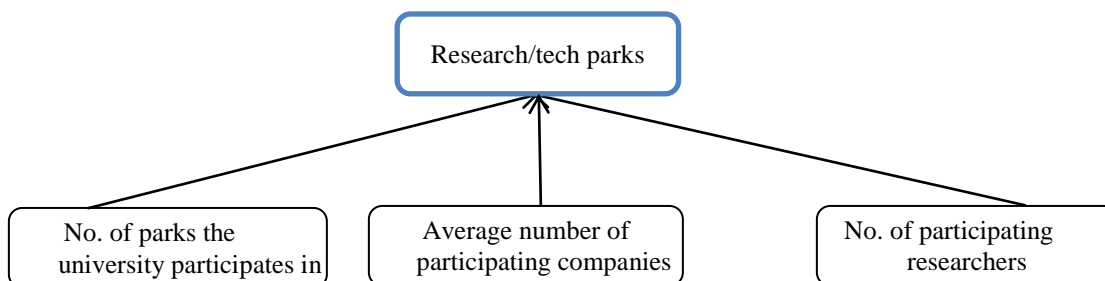 Research/tech parks
No. of parks the
university participates in
Average number of
participating companies
No. of participating
researchers